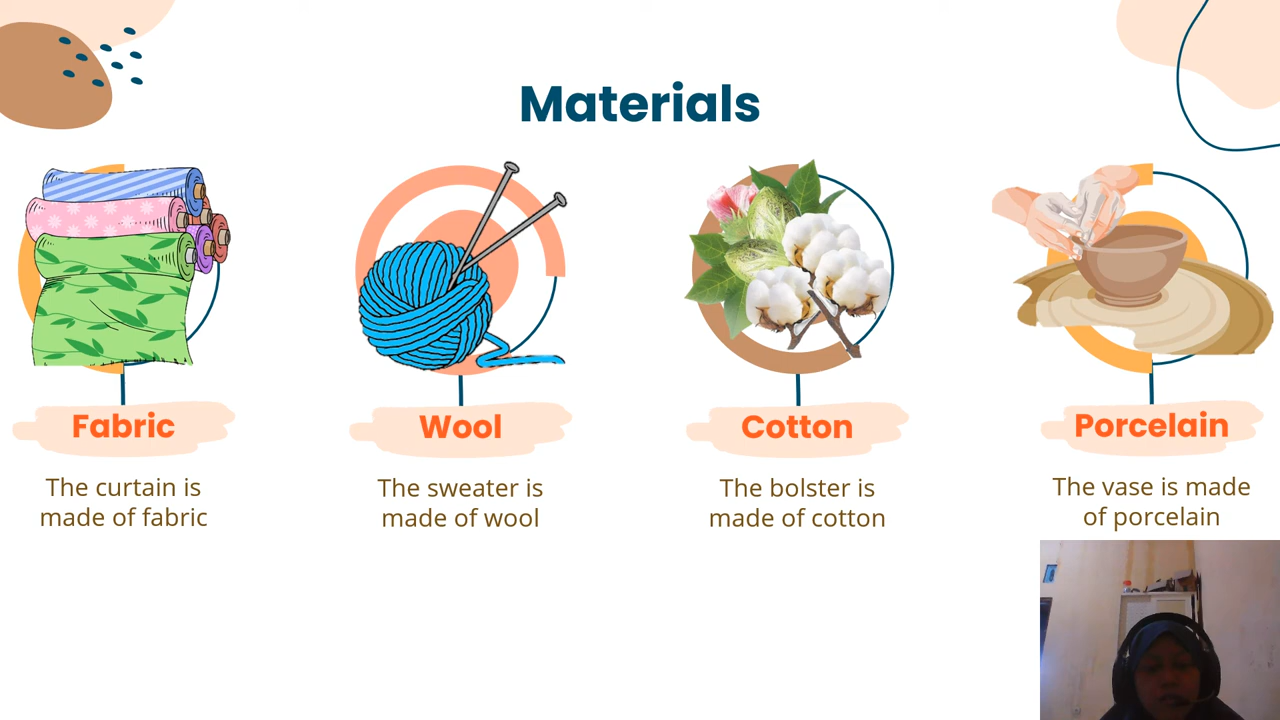 Materials
Fabric
The curtain is
made of fabric
Wool
The sweater is
made of wool
Cotton
The bolster is
made of cotton
Porcelain
The vase is made
of porcelain